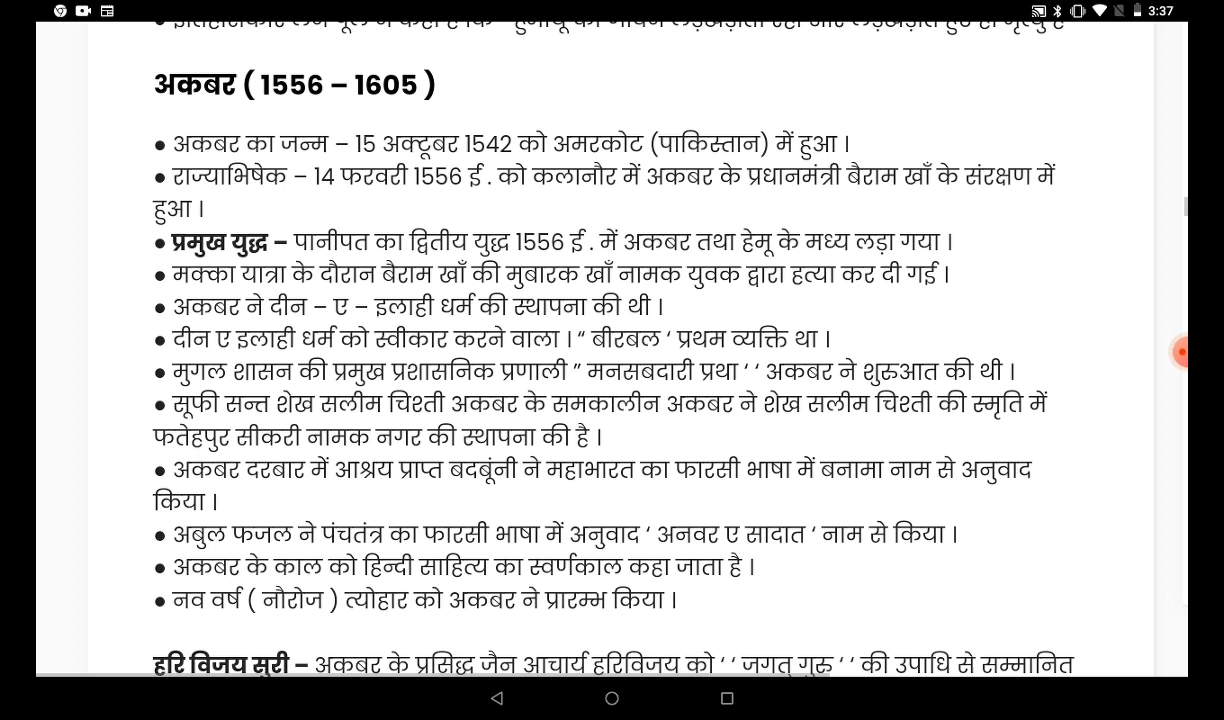 3:37
अकबर ( 1556 – 1605 )
● अकबर का जन्म – 15 अक्टूबर 1542 को अमरकोट (पाकिस्तान) में हुआ ।
● राज्याभिषेक – 14 फरवरी 1556 ई . को कलानौर में अकबर के प्रधानमंत्री बैराम खाँ के संरक्षण में
हुआ ।
● प्रमुख युद्ध – पानीपत का द्वितीय युद्ध 1556 ई . में अकबर तथा हेमू के मध्य लड़ा गया ।
● मक्का यात्रा के दौरान बैराम खाँ की मुबारक खाँ नामक युवक द्वारा हत्या कर दी गई ।
● अकबर ने दीन – ए – इलाही धर्म की स्थापना की थी ।
● दीन ए इलाही धर्म को स्वीकार करने वाला । “ बीरबल ‘ प्रथम व्यक्ति था ।
● मुगल शासन की प्रमुख प्रशासनिक प्रणाली ” मनसबदारी प्रथा ‘ ‘ अकबर ने शुरुआत की थी ।
● सूफी सन्त शेख सलीम चिश्ती अकबर के समकालीन अकबर ने शेख सलीम चिश्ती की स्मृति में
फतेहपुर सीकरी नामक नगर की स्थापना की है ।
● अकबर दरबार में आश्रय प्राप्त बदबूंनी ने महाभारत का फारसी भाषा में बनामा नाम से अनुवाद
किया ।
● अबुल फजल ने पंचतंत्र का फारसी भाषा में अनुवाद ‘ अनवर ए सादात ‘ नाम से किया ।
● अकबर के काल को हिन्दी साहित्य का स्वर्णकाल कहा जाता है ।
● नव वर्ष ( नौरोज ) त्योहार को अकबर ने प्रारम्भ किया ।
हरि विजय सूरी – अकबर के प्रसिद्ध जैन आचार्य हरिविजय को ‘ ‘ जगत् गुरु ‘ ‘ की उपाधि से सम्मानित